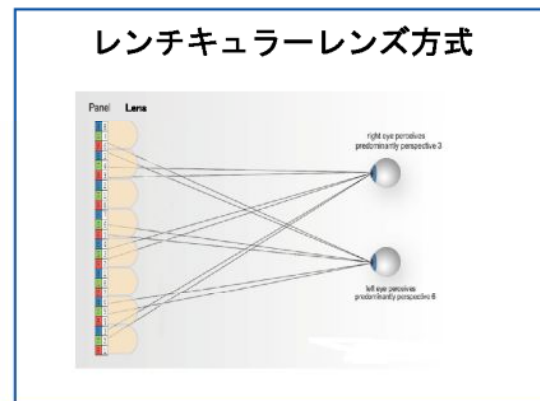 レンチキュラーレンズ方式
Panel Lens
right eye perceives
predominantly perspective 3
left eye perceives
predominantly perspective 6